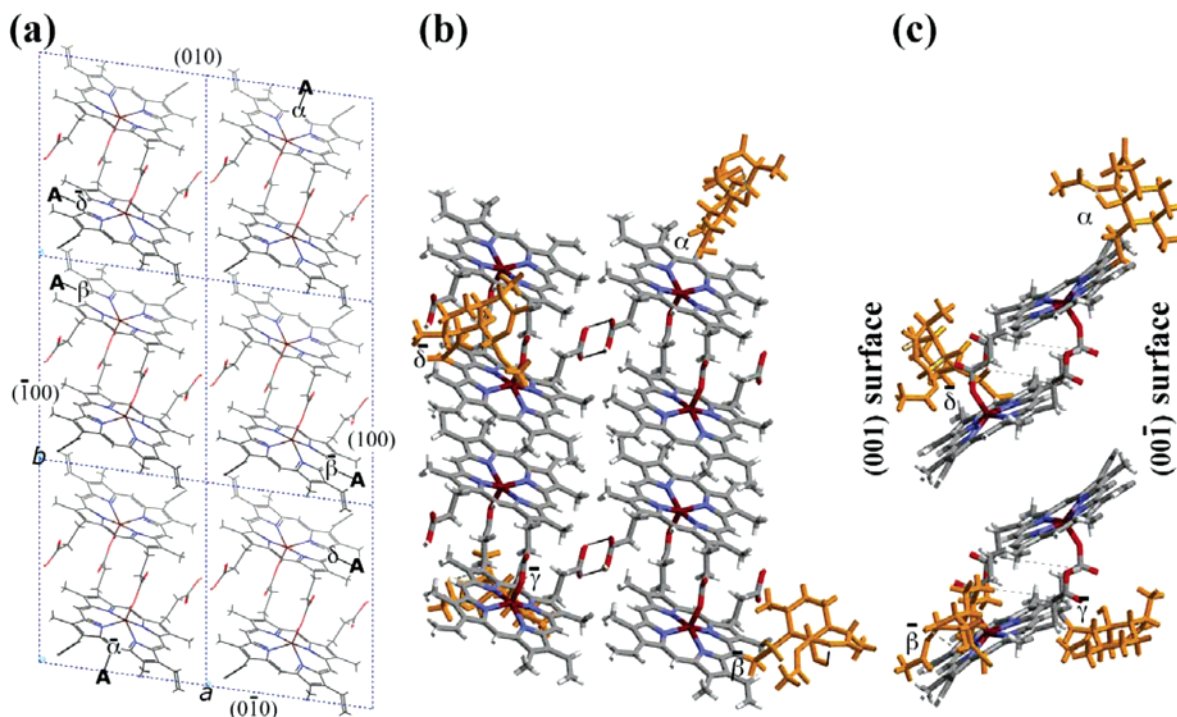 (a)
(010)
A
α
A
δ̄
A
β
(1̄00)
(100)
b
β̄
A
δ
A
ᾱ
A
a
(01̄0)
(b)
α
δ̄
γ̄
β̄
(c)
α
(001) surface
(001̄) surface
δ̄
γ̄
β̄